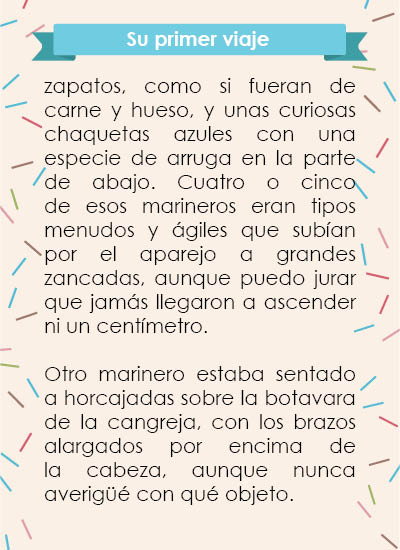 Su primer viaje
zapatos, como si fueran de
carne y hueso, y unas curiosas
chaquetas azules con una
especie de arruga en la parte
de abajo. Cuatro o cinco
de esos marineros eran tipos
menudos y ágiles que subían
por el aparejo a grandes
zancadas, aunque puedo jurar
que jamás llegaron a ascender
ni un centímetro.
Otro marinero estaba sentado
a horcajadas sobre la botavara
de la cangreja, con los brazos
alargados por encima de
la cabeza, aunque nunca
averigüé con qué objeto.